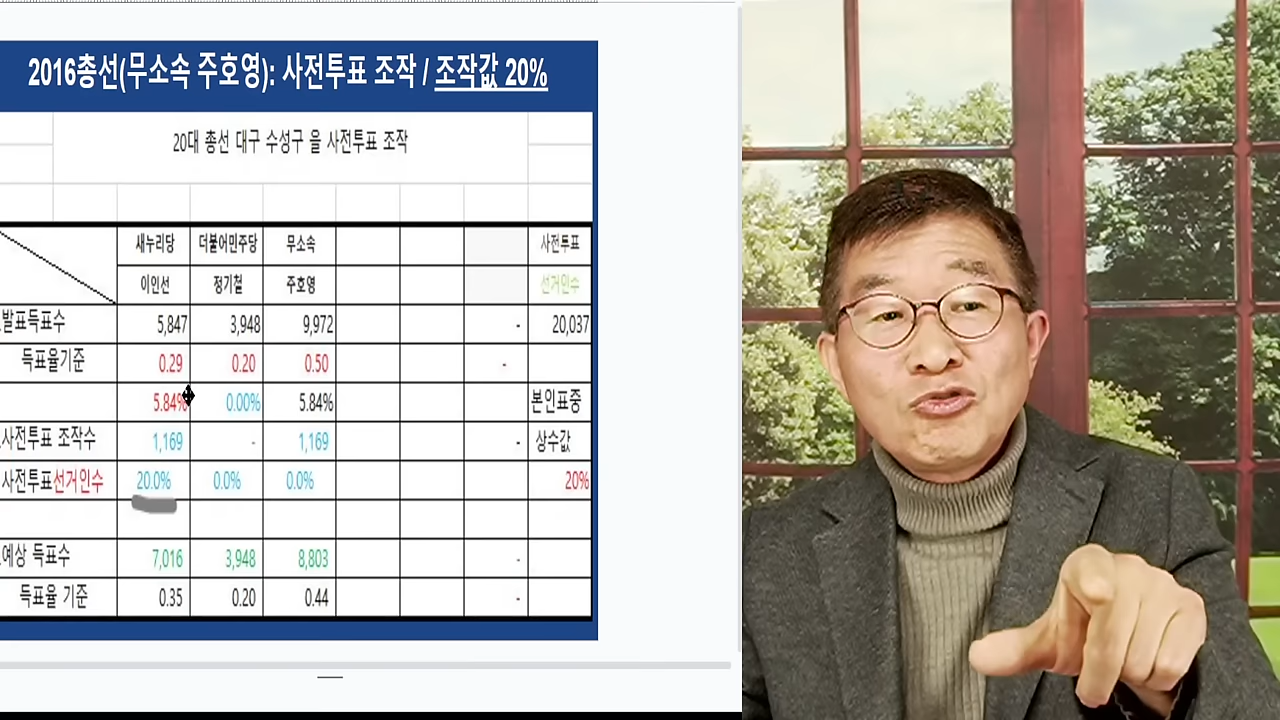 2016총선(무소속 주호영): 사전투표 조작 / 조작값 20%
20대 총선 대구 수성구 을 사전투표 조작
새누리당 더불어민주당 무소속 사전투표
이인선 정기철 주호영 선거인수
발표득표수 5,847 3,948 9,972 - 20,037
득표율기준 0.29 0.20 0.50 -
5.84% 0.00% 5.84% 본인표중
사전투표 조작수 1,169 - 1,169 - 상수값
사전투표선거인수 20.0% 0.0% 0.0% 20%
예상 득표수 7,016 3,948 8,803 -
득표율 기준 0.35 0.20 0.44 -